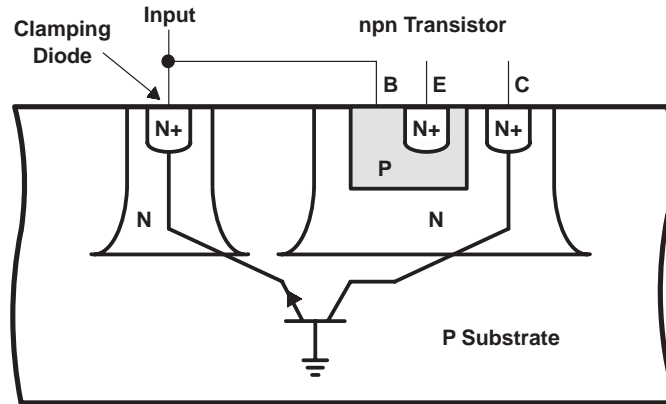 Input
Clamping
Diode
npn Transistor
B
E
C
N+
N+
N+
P
N
N
P Substrate